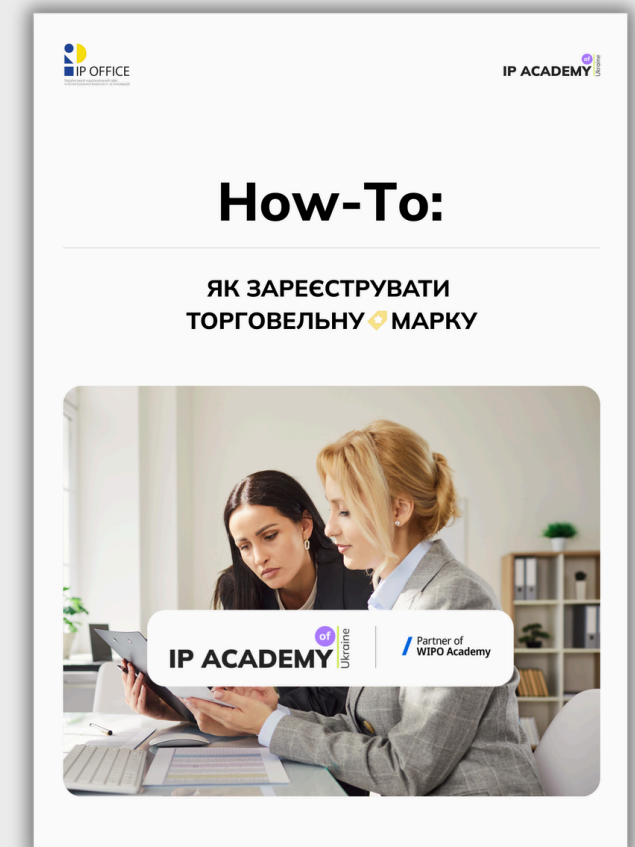 IP OFFICE
IP ACADEMY of Ukraine
How-To:
ЯК ЗАРЕЄСТРУВАТИ
ТОРГОВЕЛЬНУ МАРКУ
IP ACADEMY of Ukraine
Partner of
WIPO Academy